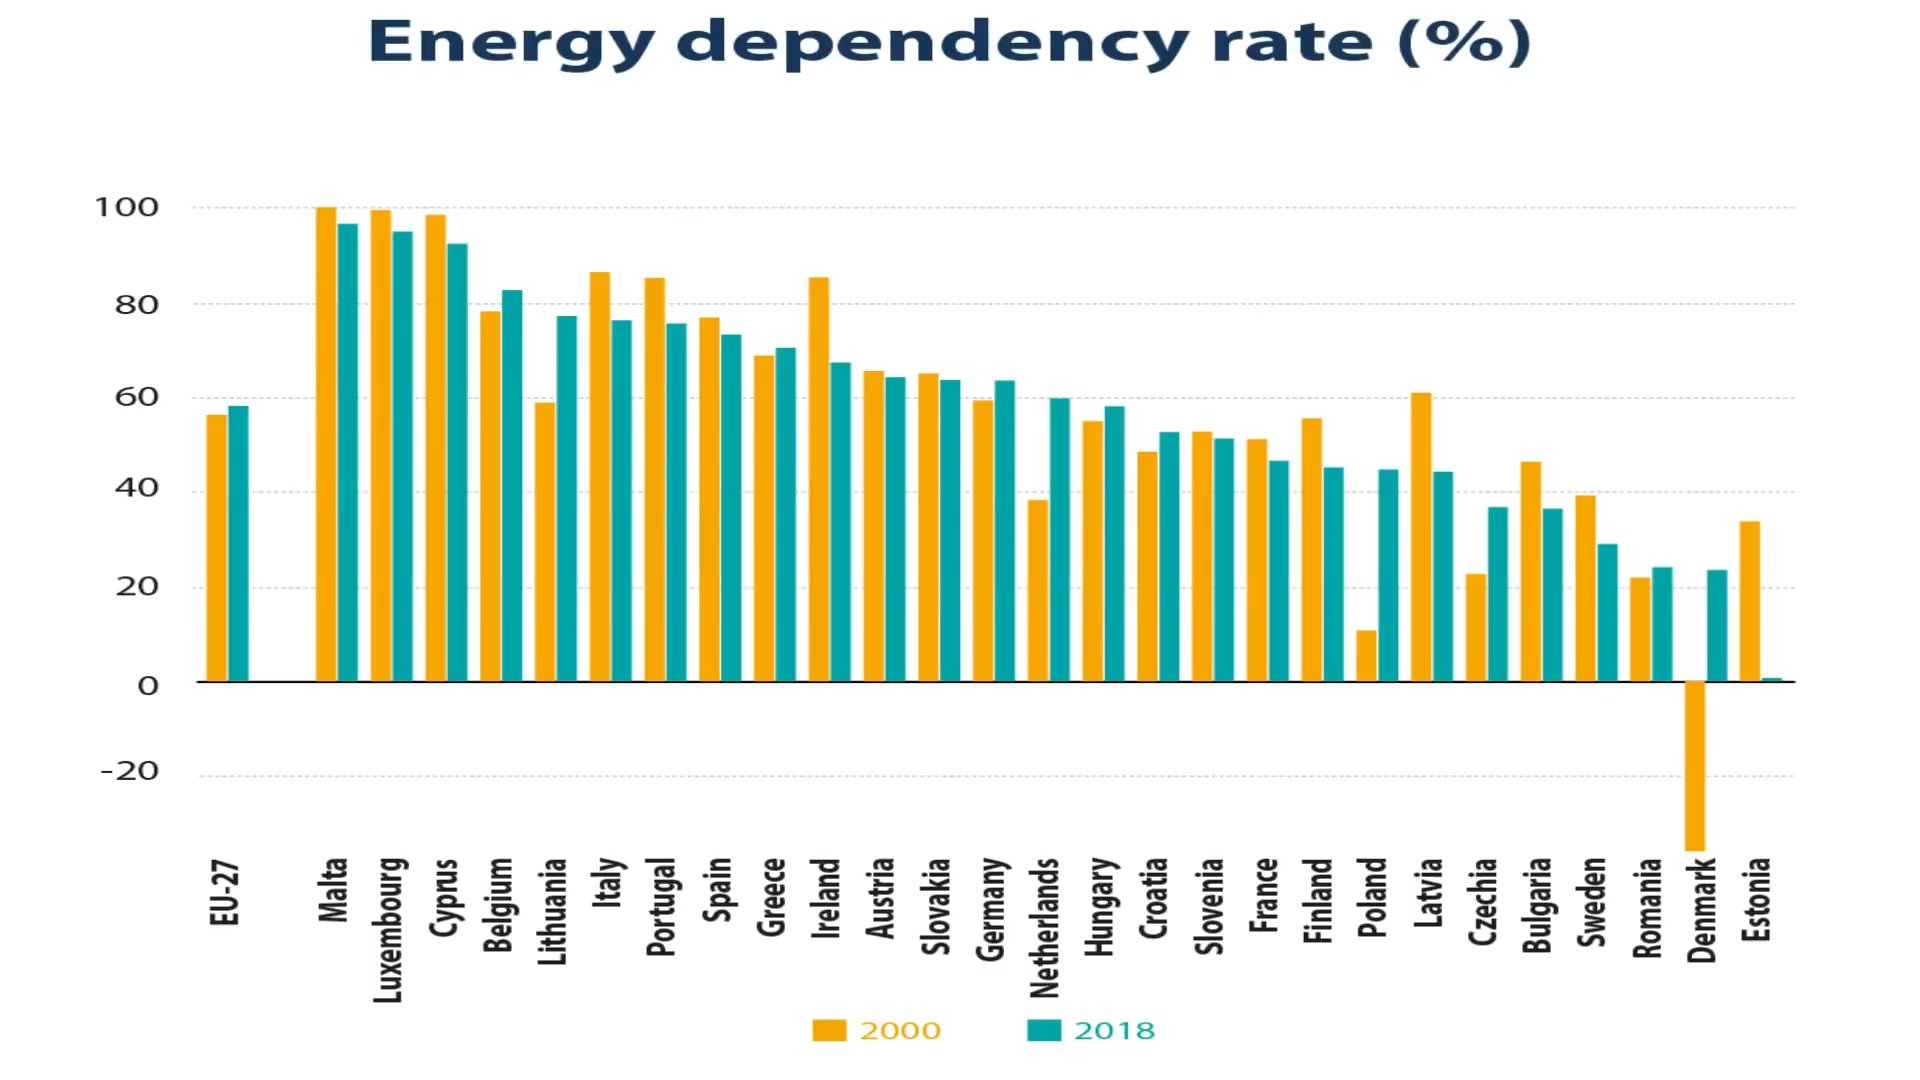 Energy dependency rate (%)
100
80
60
40
20
0
-20
EU-27
Malta
Luxembourg
Cyprus
Belgium
Lithuania
Italy
Portugal
Spain
Greece
Ireland
Austria
Slovakia
Germany
Netherlands
Hungary
Croatia
Slovenia
France
Finland
Poland
Latvia
Czechia
Bulgaria
Sweden
Romania
Denmark
Estonia
2000
2018